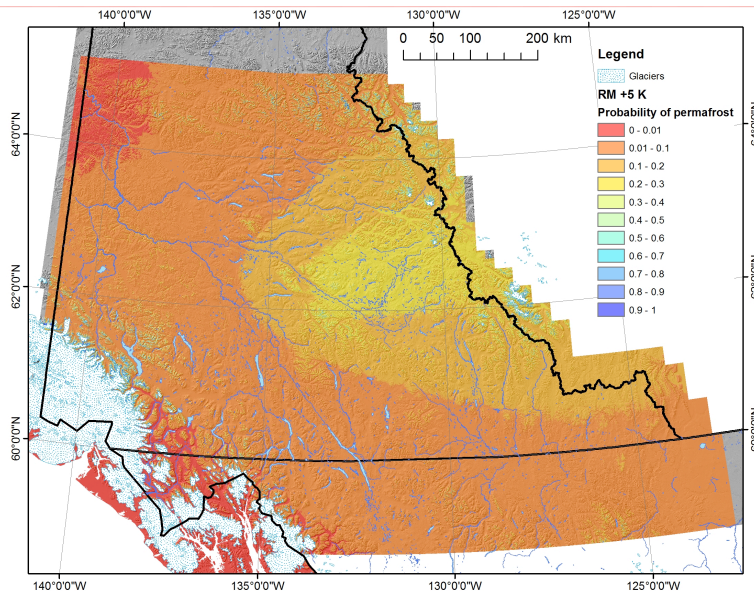 140°0'0"W 135°0'0"W 130°0'0"W 125°0'0"W
0 50 100 200 km
Legend
Glaciers
RM +5 K
Probability of permafrost
0 - 0.01
0.01 - 0.1
0.1 - 0.2
0.2 - 0.3
0.3 - 0.4
0.4 - 0.5
0.5 - 0.6
0.6 - 0.7
0.7 - 0.8
0.8 - 0.9
0.9 - 1
64°0'0"N
62°0'0"N
60°0'0"N
140°0'0"W 135°0'0"W 130°0'0"W 125°0'0"W